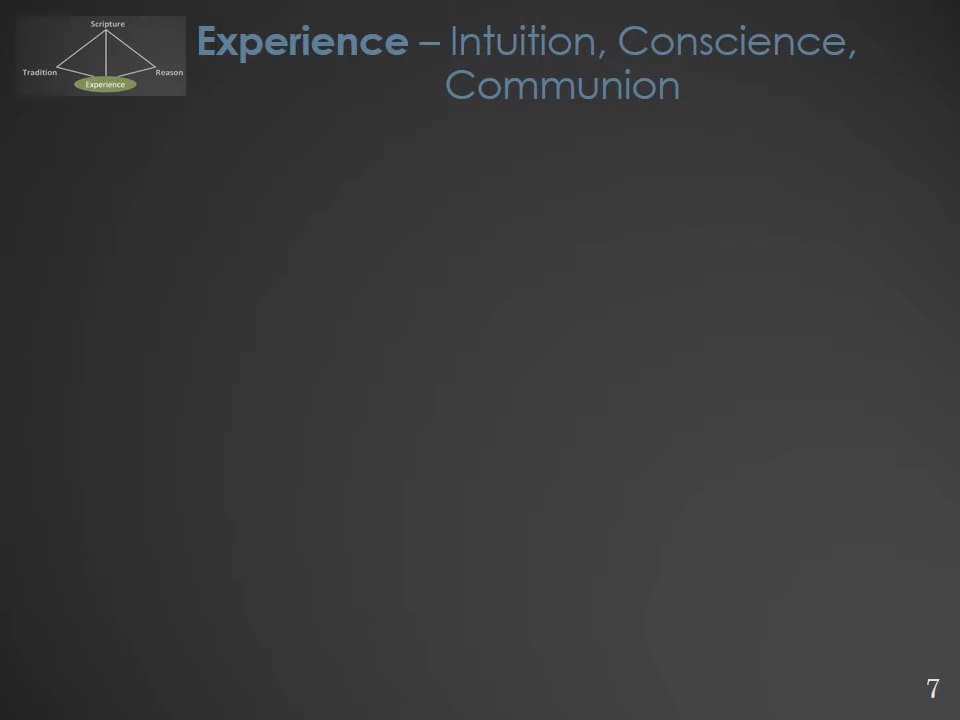 Scripture
Tradition
Reason
Experience
Experience – Intuition, Conscience,
Communion
7